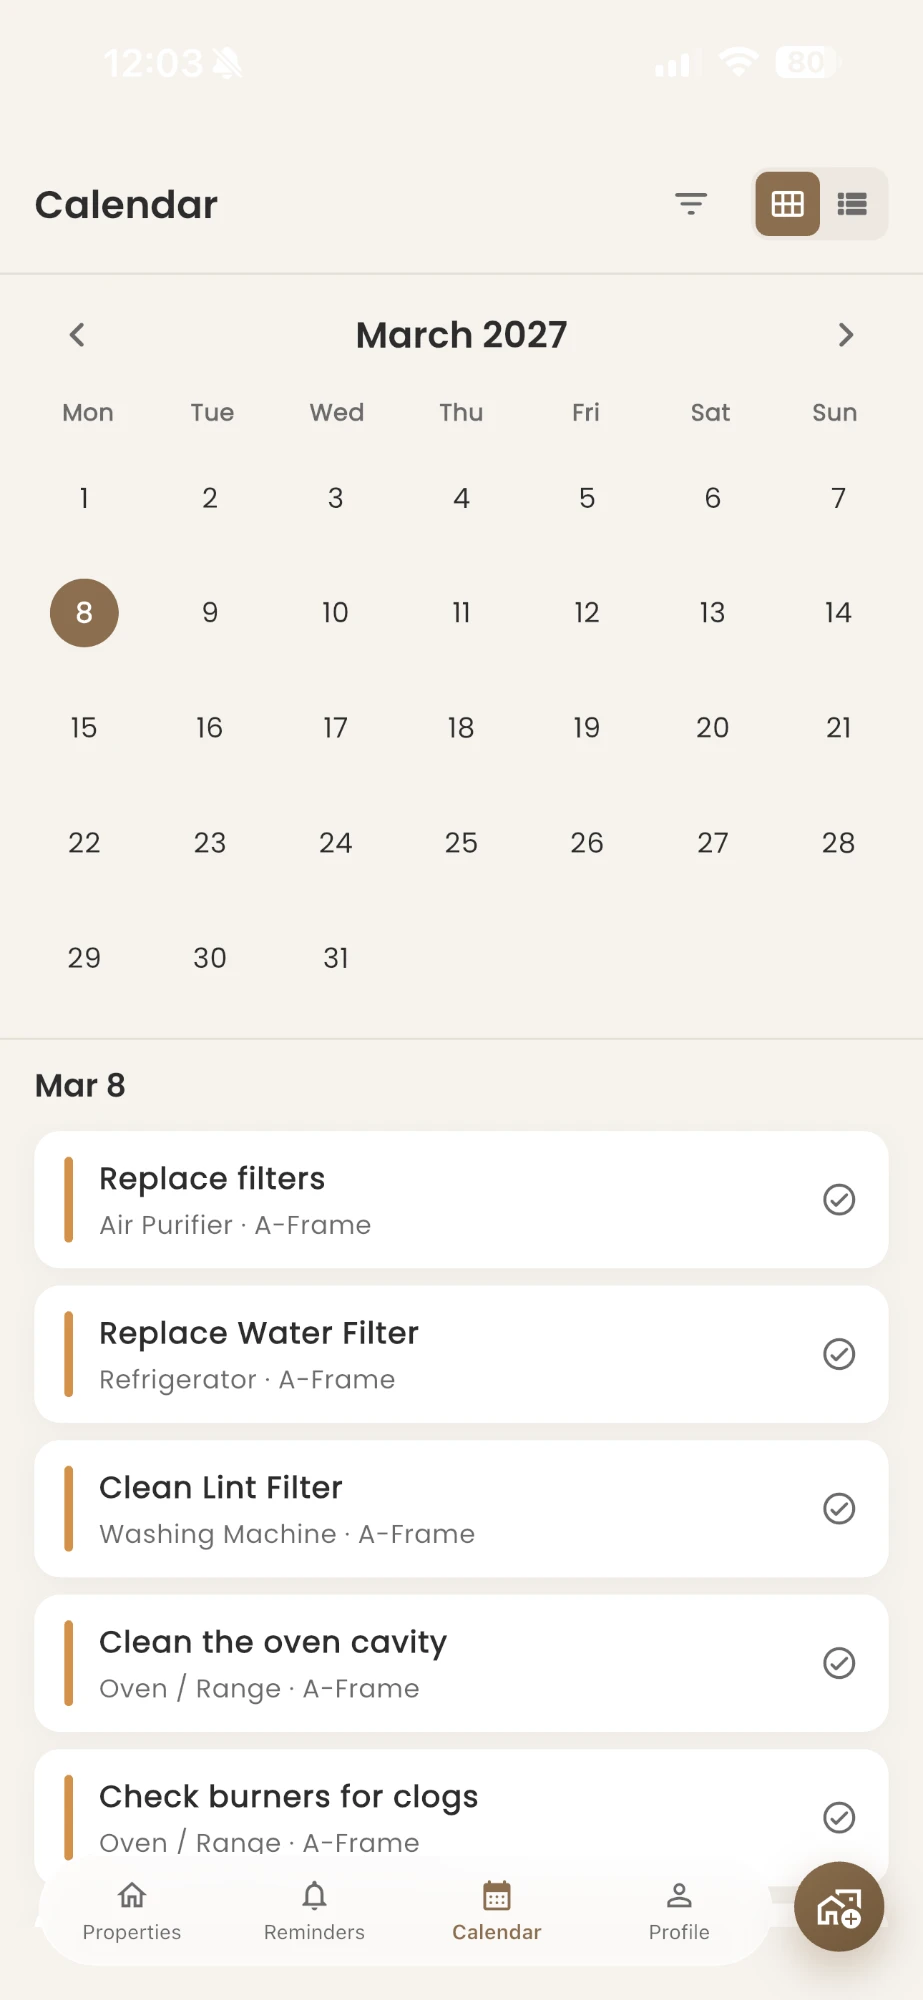 12:03 80
Calendar
March 2027
Mon Tue Wed Thu Fri Sat Sun
1 2 3 4 5 6 7
8 9 10 11 12 13 14
15 16 17 18 19 20 21
22 23 24 25 26 27 28
29 30 31
Mar 8
Replace filters
Air Purifier · A-Frame
Replace Water Filter
Refrigerator · A-Frame
Clean Lint Filter
Washing Machine · A-Frame
Clean the oven cavity
Oven / Range · A-Frame
Check burners for clogs
Oven / Range · A-Frame
Properties Reminders Calendar Profile